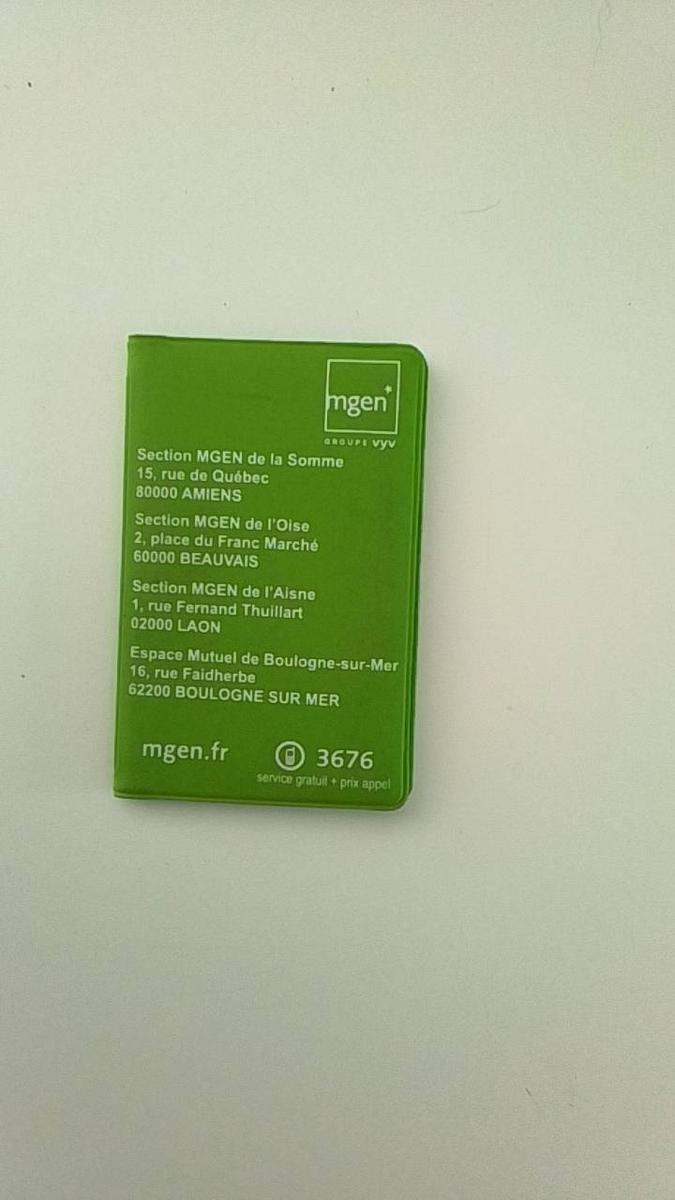 mgen*
GROUPE vyv
Section MGEN de la Somme
15, rue de Québec
80000 AMIENS
Section MGEN de l'Oise
2, place du Franc Marché
60000 BEAUVAIS
Section MGEN de l'Aisne
1, rue Fernand Thuillart
02000 LAON
Espace Mutuel de Boulogne-sur-Mer
16, rue Faidherbe
62200 BOULOGNE SUR MER
mgen.fr 3676
service gratuit + prix appel